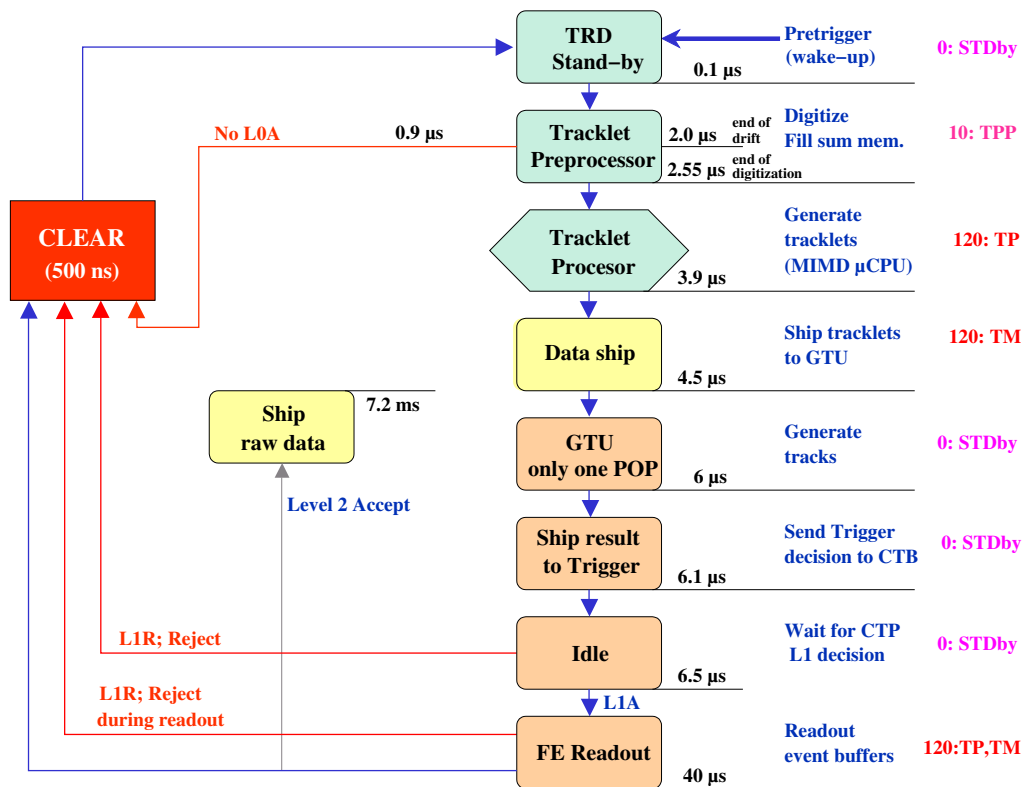 TRD
Stand−by
Pretrigger
(wake−up)
0: STDby
0.1 µs
No L0A
0.9 µs
Tracklet
Preprocessor
2.0 µs
end of
drift
2.55 µs
end of
digitization
Digitize
Fill sum mem.
10: TPP
CLEAR
(500 ns)
Tracklet
Procesor
3.9 µs
Generate
tracklets
(MIMD µCPU)
120: TP
Data ship
4.5 µs
Ship tracklets
to GTU
120: TM
Ship
raw data
7.2 ms
GTU
only one POP
6 µs
Generate
tracks
0: STDby
Level 2 Accept
Ship result
to Trigger
6.1 µs
Send Trigger
decision to CTB
0: STDby
L1R; Reject
Idle
6.5 µs
Wait for CTP
L1 decision
0: STDby
L1A
L1R; Reject
during readout
FE Readout
40 µs
Readout
event buffers
120:TP,TM